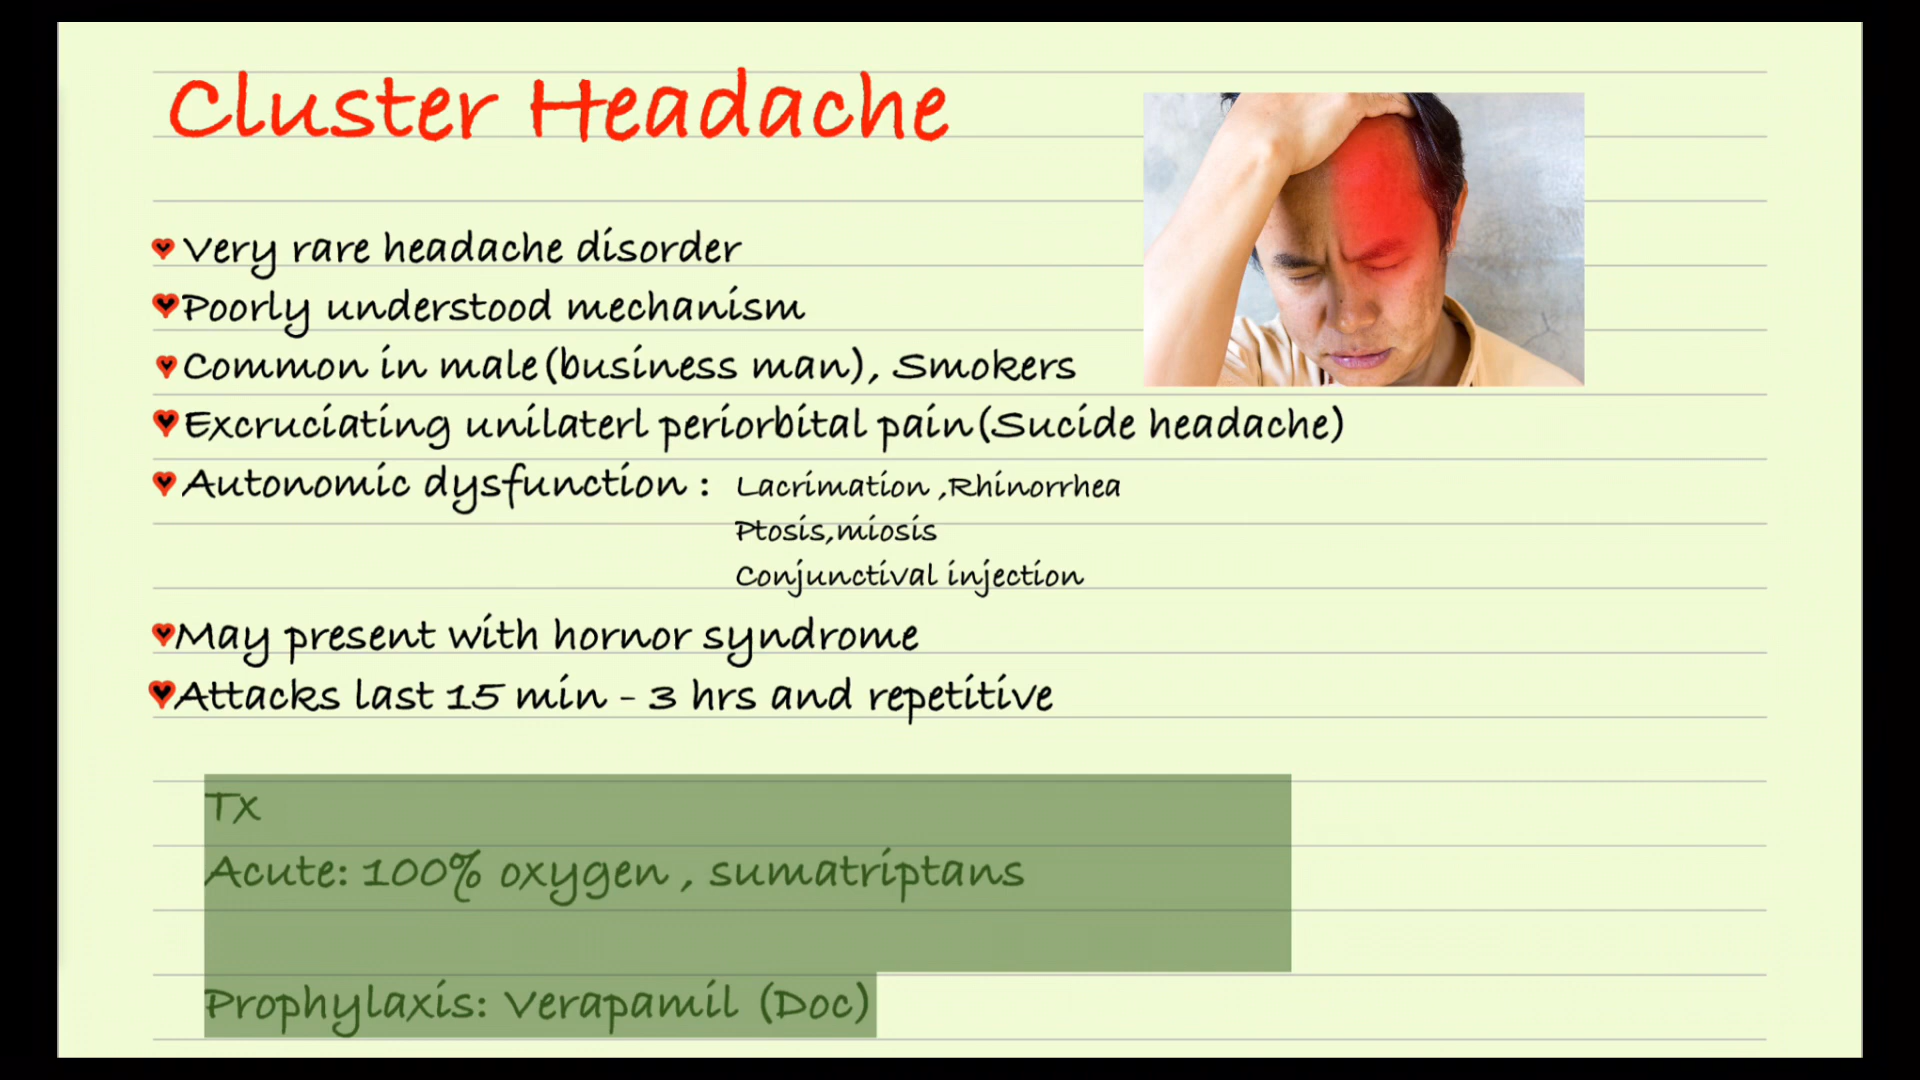 Cluster Headache
Very rare headache disorder
Poorly understood mechanism
Common in male(business man), Smokers
Excruciating unilaterl periorbital pain(Sucide headache)
Autonomic dysfunction : Lacrimation ,Rhinorrhea
Ptosis,miosis
Conjunctival injection
May present with hornor syndrome
Attacks last 15 min - 3 hrs and repetitive
Tx
Acute: 100% oxygen , sumatriptans
Prophylaxis: Verapamil (Doc)